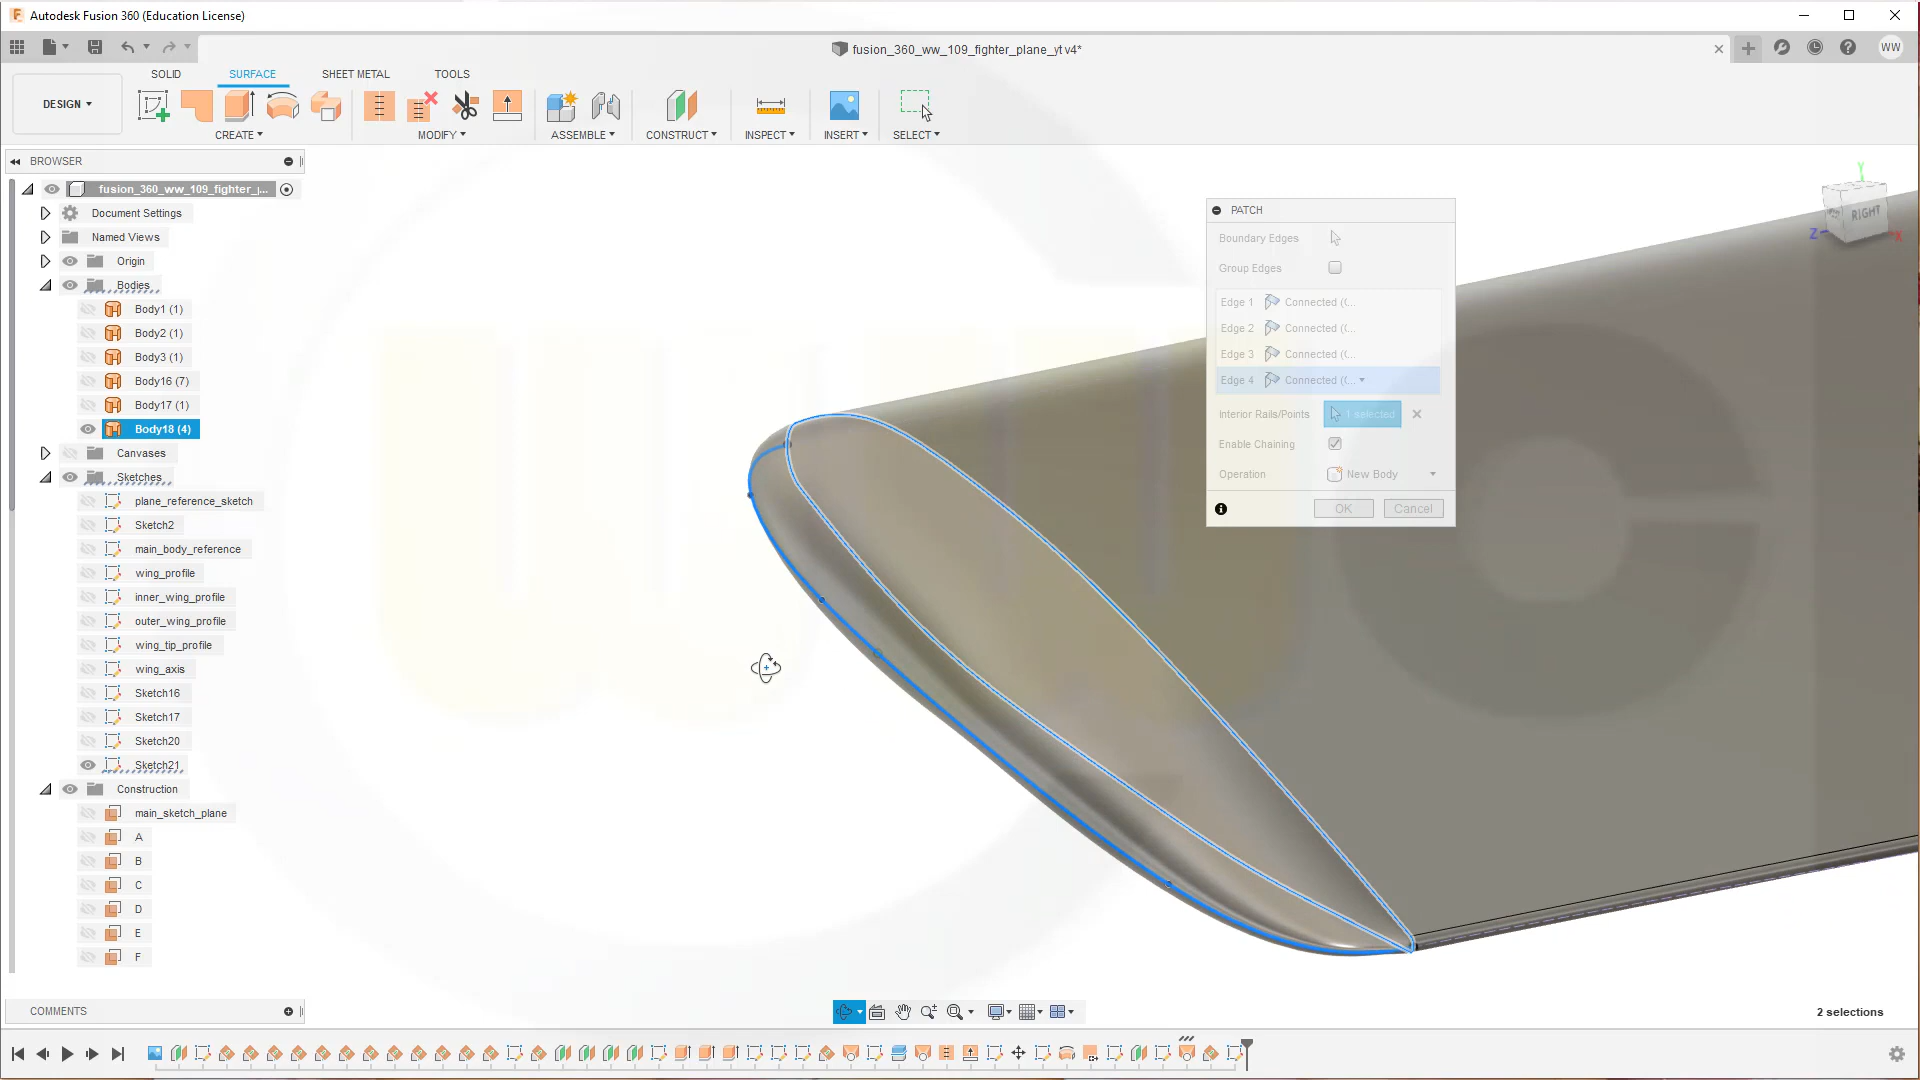 Autodesk Fusion 360 (Education License)
fusion_360_ww_109_fighter_plane_yt v4*
WW
SOLID
SURFACE
SHEET METAL
TOOLS
DESIGN
CREATE
MODIFY
ASSEMBLE
CONSTRUCT
INSPECT
INSERT
SELECT
BROWSER
fusion_360_ww_109_fighter_p...
Document Settings
Named Views
Origin
Bodies
Body1 (1)
Body2 (1)
Body3 (1)
Body16 (7)
Body17 (1)
Body18 (4)
Canvases
Sketches
plane_reference_sketch
Sketch2
main_body_reference
wing_profile
inner_wing_profile
outer_wing_profile
wing_tip_profile
wing_axis
Sketch16
Sketch17
Sketch20
Sketch21
Construction
main_sketch_plane
A
B
C
D
E
F
PATCH
Boundary Edges
Group Edges
Edge 1 Connected (C...
Edge 2 Connected (C...
Edge 3 Connected (C...
Edge 4 Connected (C...
Interior Rails/Points 1 selected
Enable Chaining
Operation New Body
OK Cancel
Y
RIGHT
Z
X
COMMENTS
2 selections